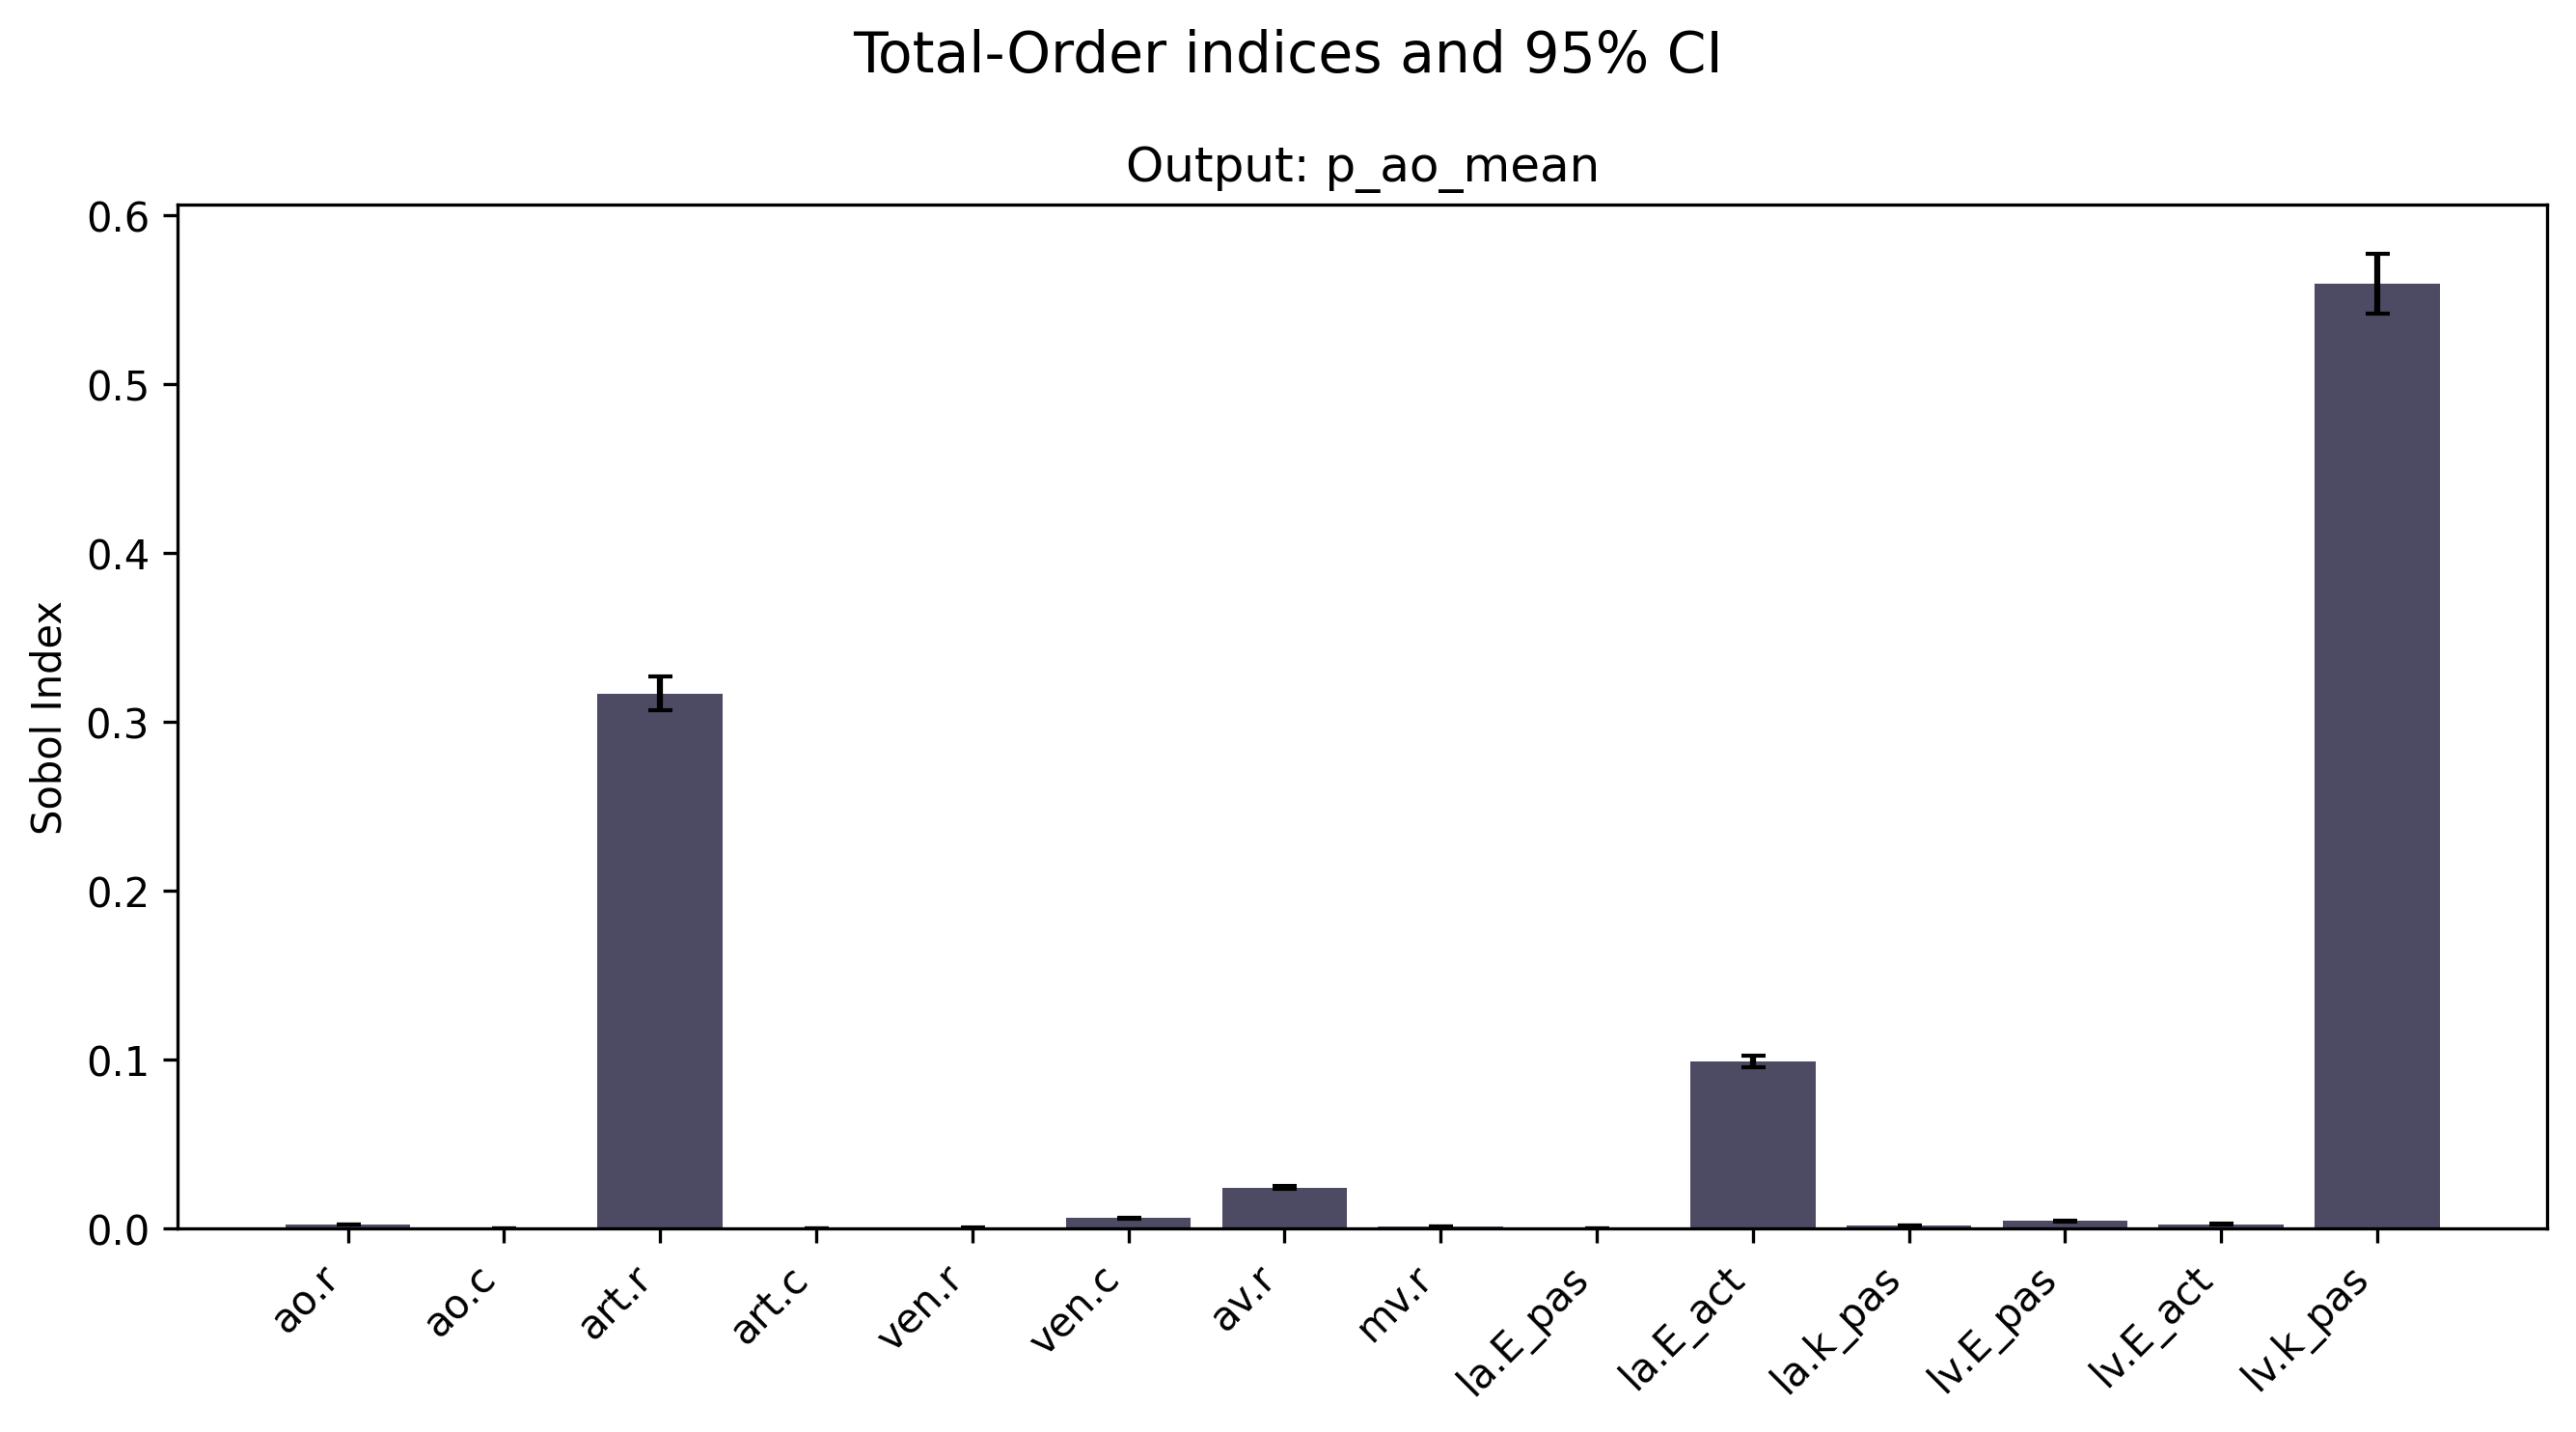 Total-Order indices and 95% CI
Output: p_ao_mean
0.6
0.5
0.4
0.3
0.2
0.1
0.0
Sobol Index
ao.r
ao.c
art.r
art.c
ven.r
ven.c
av.r
mv.r
la.E_pas
la.E_act
la.k_pas
lv.E_pas
lv.E_act
lv.k_pas